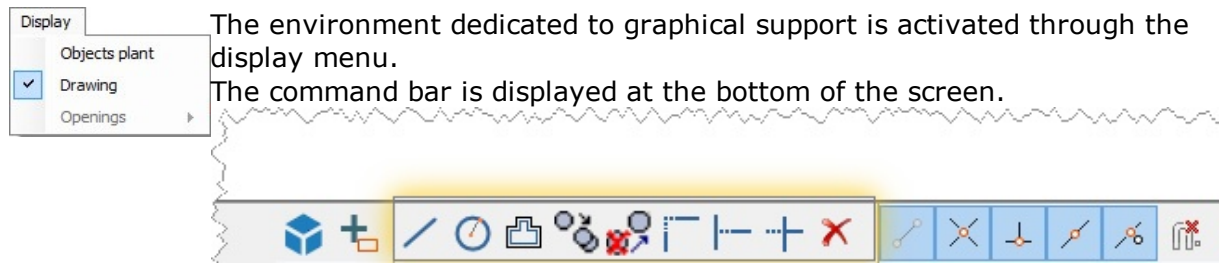 Display
Objects plant
Drawing
Openings
The environment dedicated to graphical support is activated through the
display menu.
The command bar is displayed at the bottom of the screen.